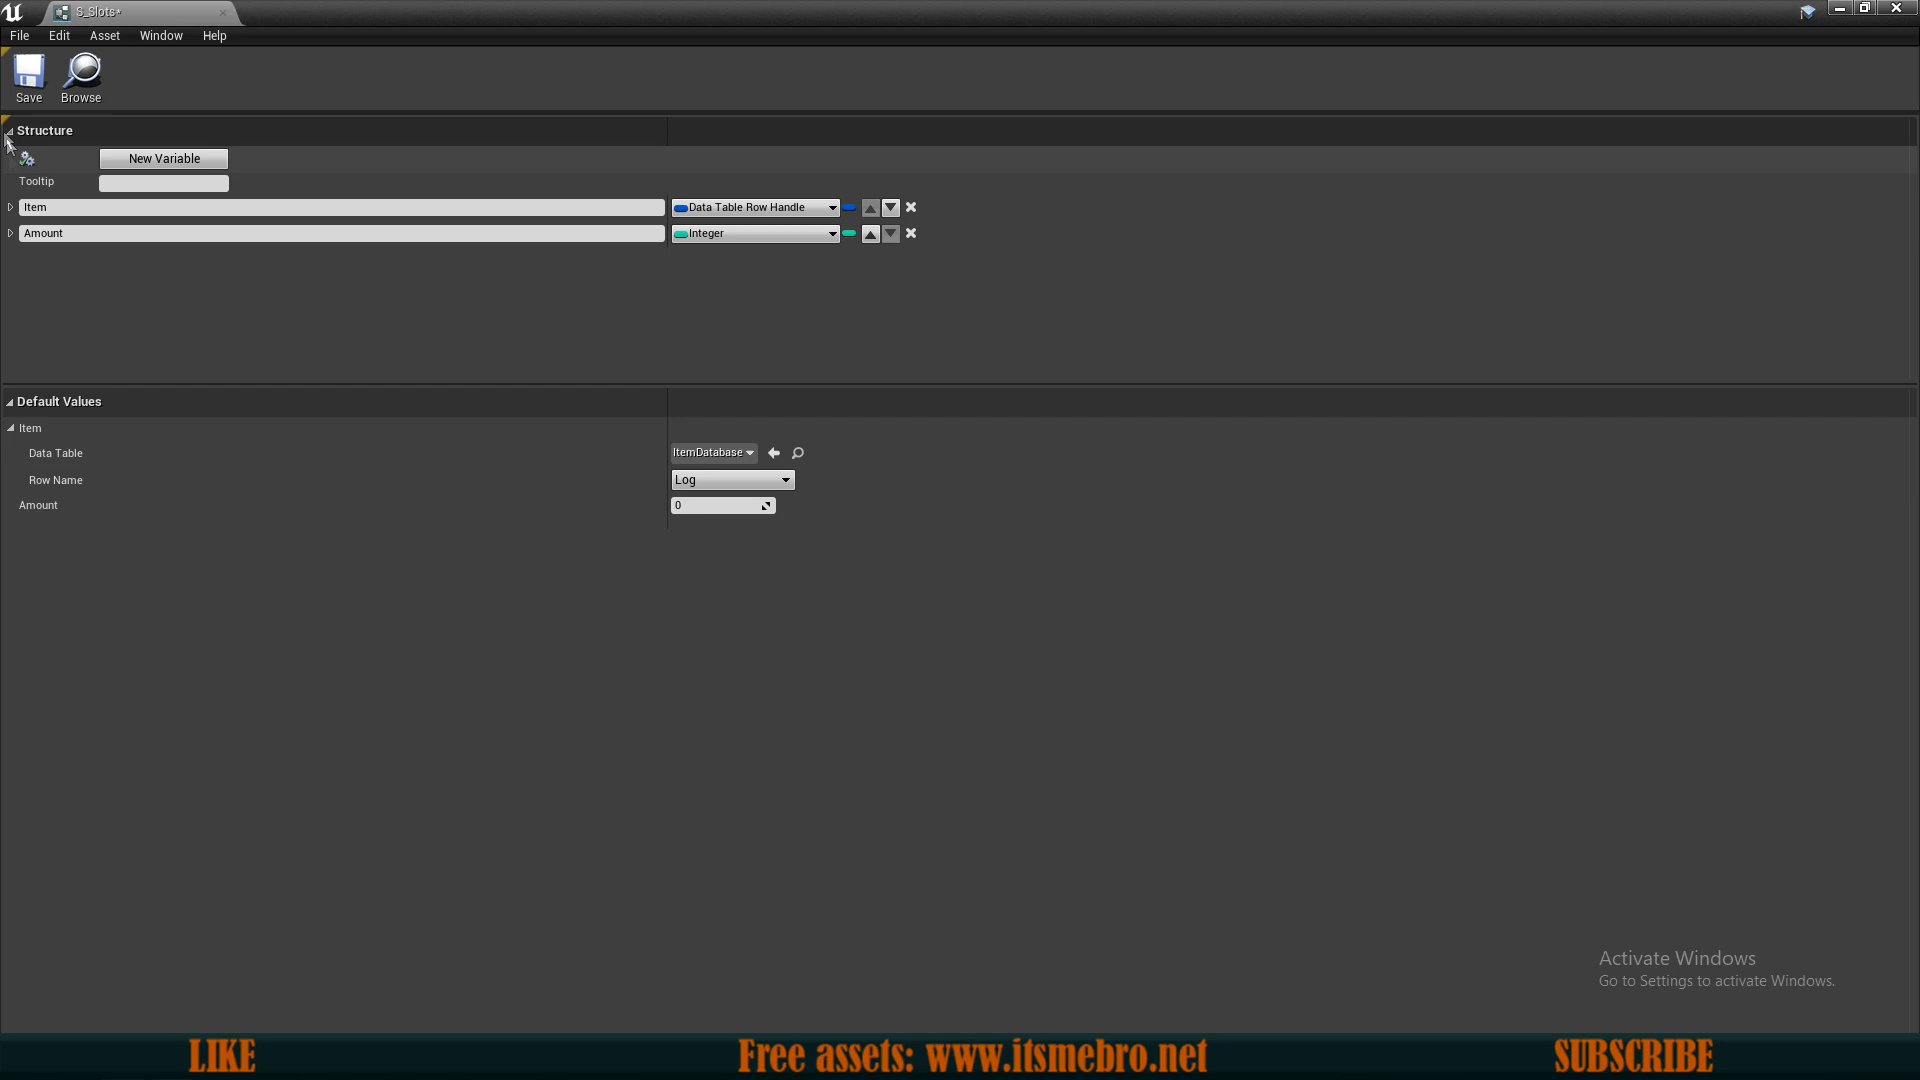 S_Slots*
File Edit Asset Window Help
Save Browse
Structure
New Variable
Tooltip
Item Data Table Row Handle
Amount Integer
Default Values
Item
Data Table ItemDatabase
Row Name Log
Amount 0
Activate Windows
Go to Settings to activate Windows.
LIKE Free assets: www.itsmebro.net SUBSCRIBE